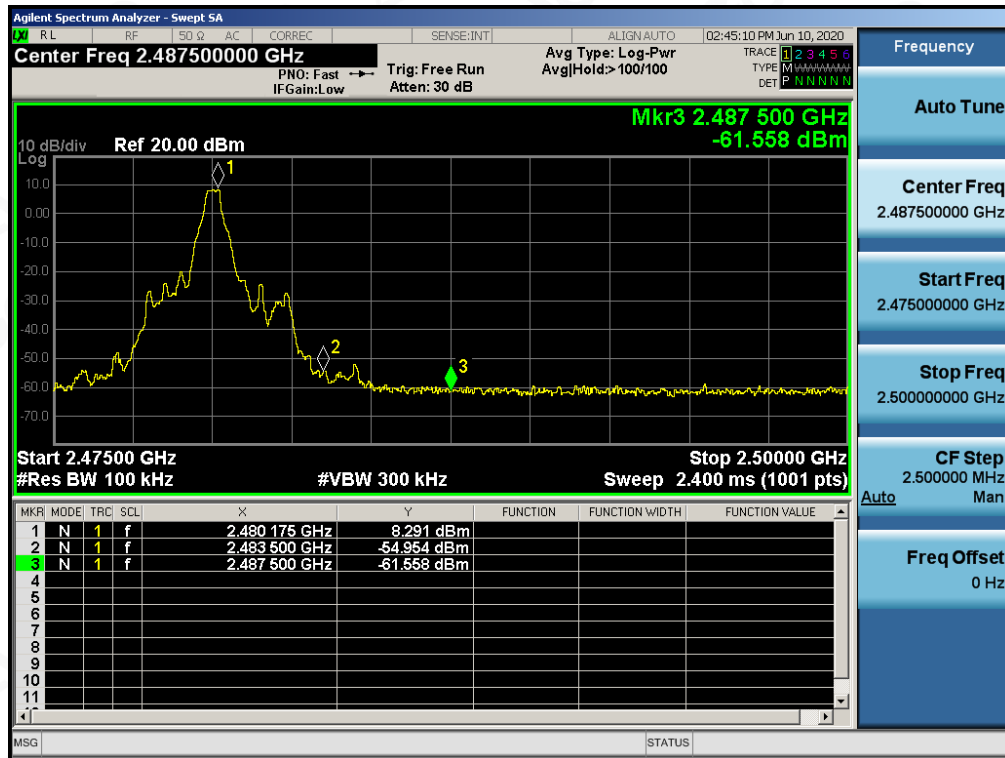 Agilent Spectrum Analyzer - Swept SA
LXI RL RF 50 Ω AC CORREC SENSE:INT ALIGN AUTO 02:45:10 PM Jun 10, 2020
Center Freq 2.487500000 GHz
PNO: Fast
IFGain:Low
Trig: Free Run
Atten: 30 dB
Avg Type: Log-Pwr
Avg|Hold:>100/100
TRACE 1 2 3 4 5 6
TYPE M
DET P N N N N N
Mkr3 2.487 500 GHz
-61.558 dBm
10 dB/div Ref 20.00 dBm
Log
10.0
0.00
-10.0
-20.0
-30.0
-40.0
-50.0
-60.0
-70.0
1
2
3
Start 2.47500 GHz Stop 2.50000 GHz
#Res BW 100 kHz #VBW 300 kHz Sweep 2.400 ms (1001 pts)
MKR MODE TRC SCL X Y FUNCTION FUNCTION WIDTH FUNCTION VALUE
1 N 1 f 2.480 175 GHz 8.291 dBm
2 N 1 f 2.483 500 GHz -54.954 dBm
3 N 1 f 2.487 500 GHz -61.558 dBm
4
5
6
7
8
9
10
11
MSG STATUS
Frequency
Auto Tune
Center Freq
2.487500000 GHz
Start Freq
2.475000000 GHz
Stop Freq
2.500000000 GHz
CF Step
2.500000 MHz
Auto Man
Freq Offset
0 Hz